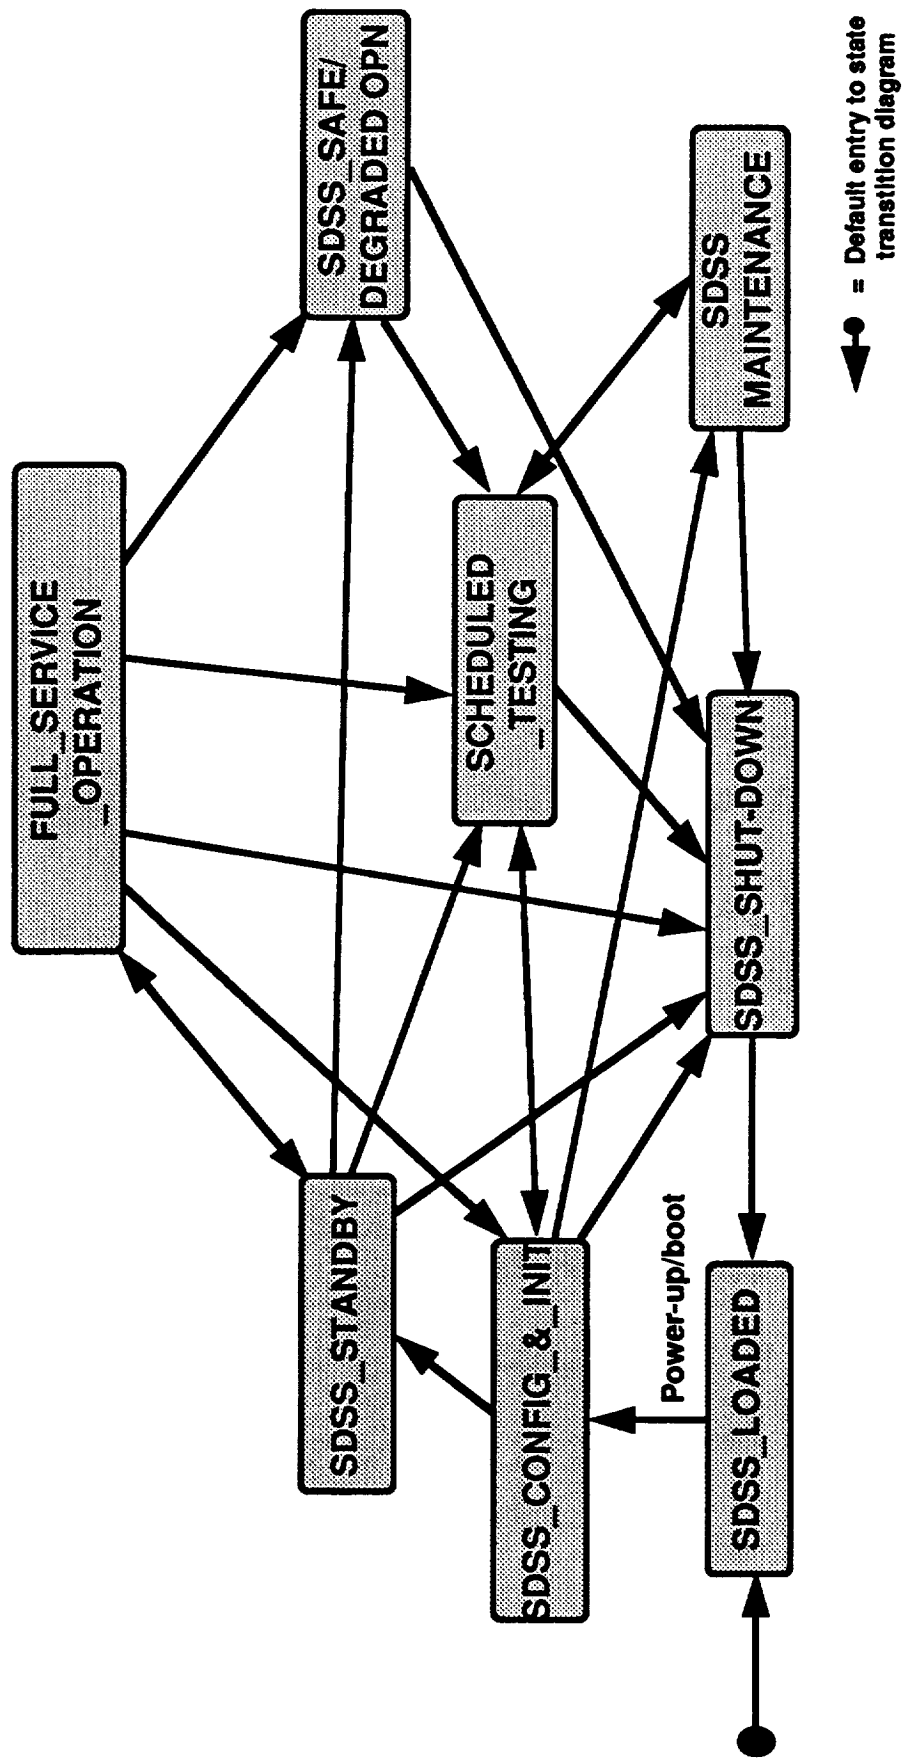 FULL_SERVICE
_OPERATION
SDSS_STANDBY
SDSS_SAFE/
DEGRADED OPN
SCHEDULED
_TESTING
SDSS_CONFIG_&_INIT
Power-up/boot
SDSS_LOADED
SDSS_SHUT-DOWN
SDSS
MAINTENANCE
= Default entry to state
transtition diagram